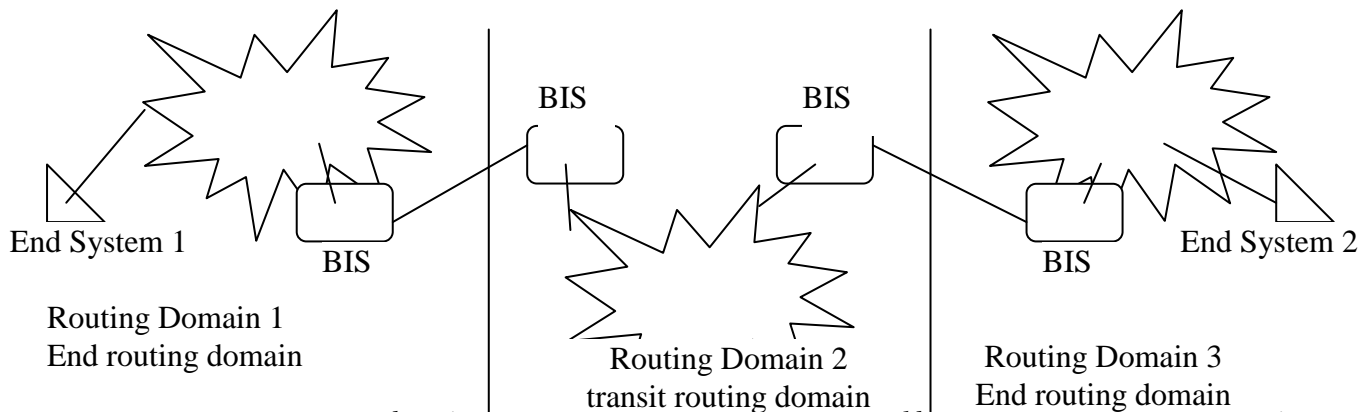 BIS
BIS
End System 1
BIS
BIS
End System 2
Routing Domain 1
End routing domain
Routing Domain 2
transit routing domain
Routing Domain 3
End routing domain